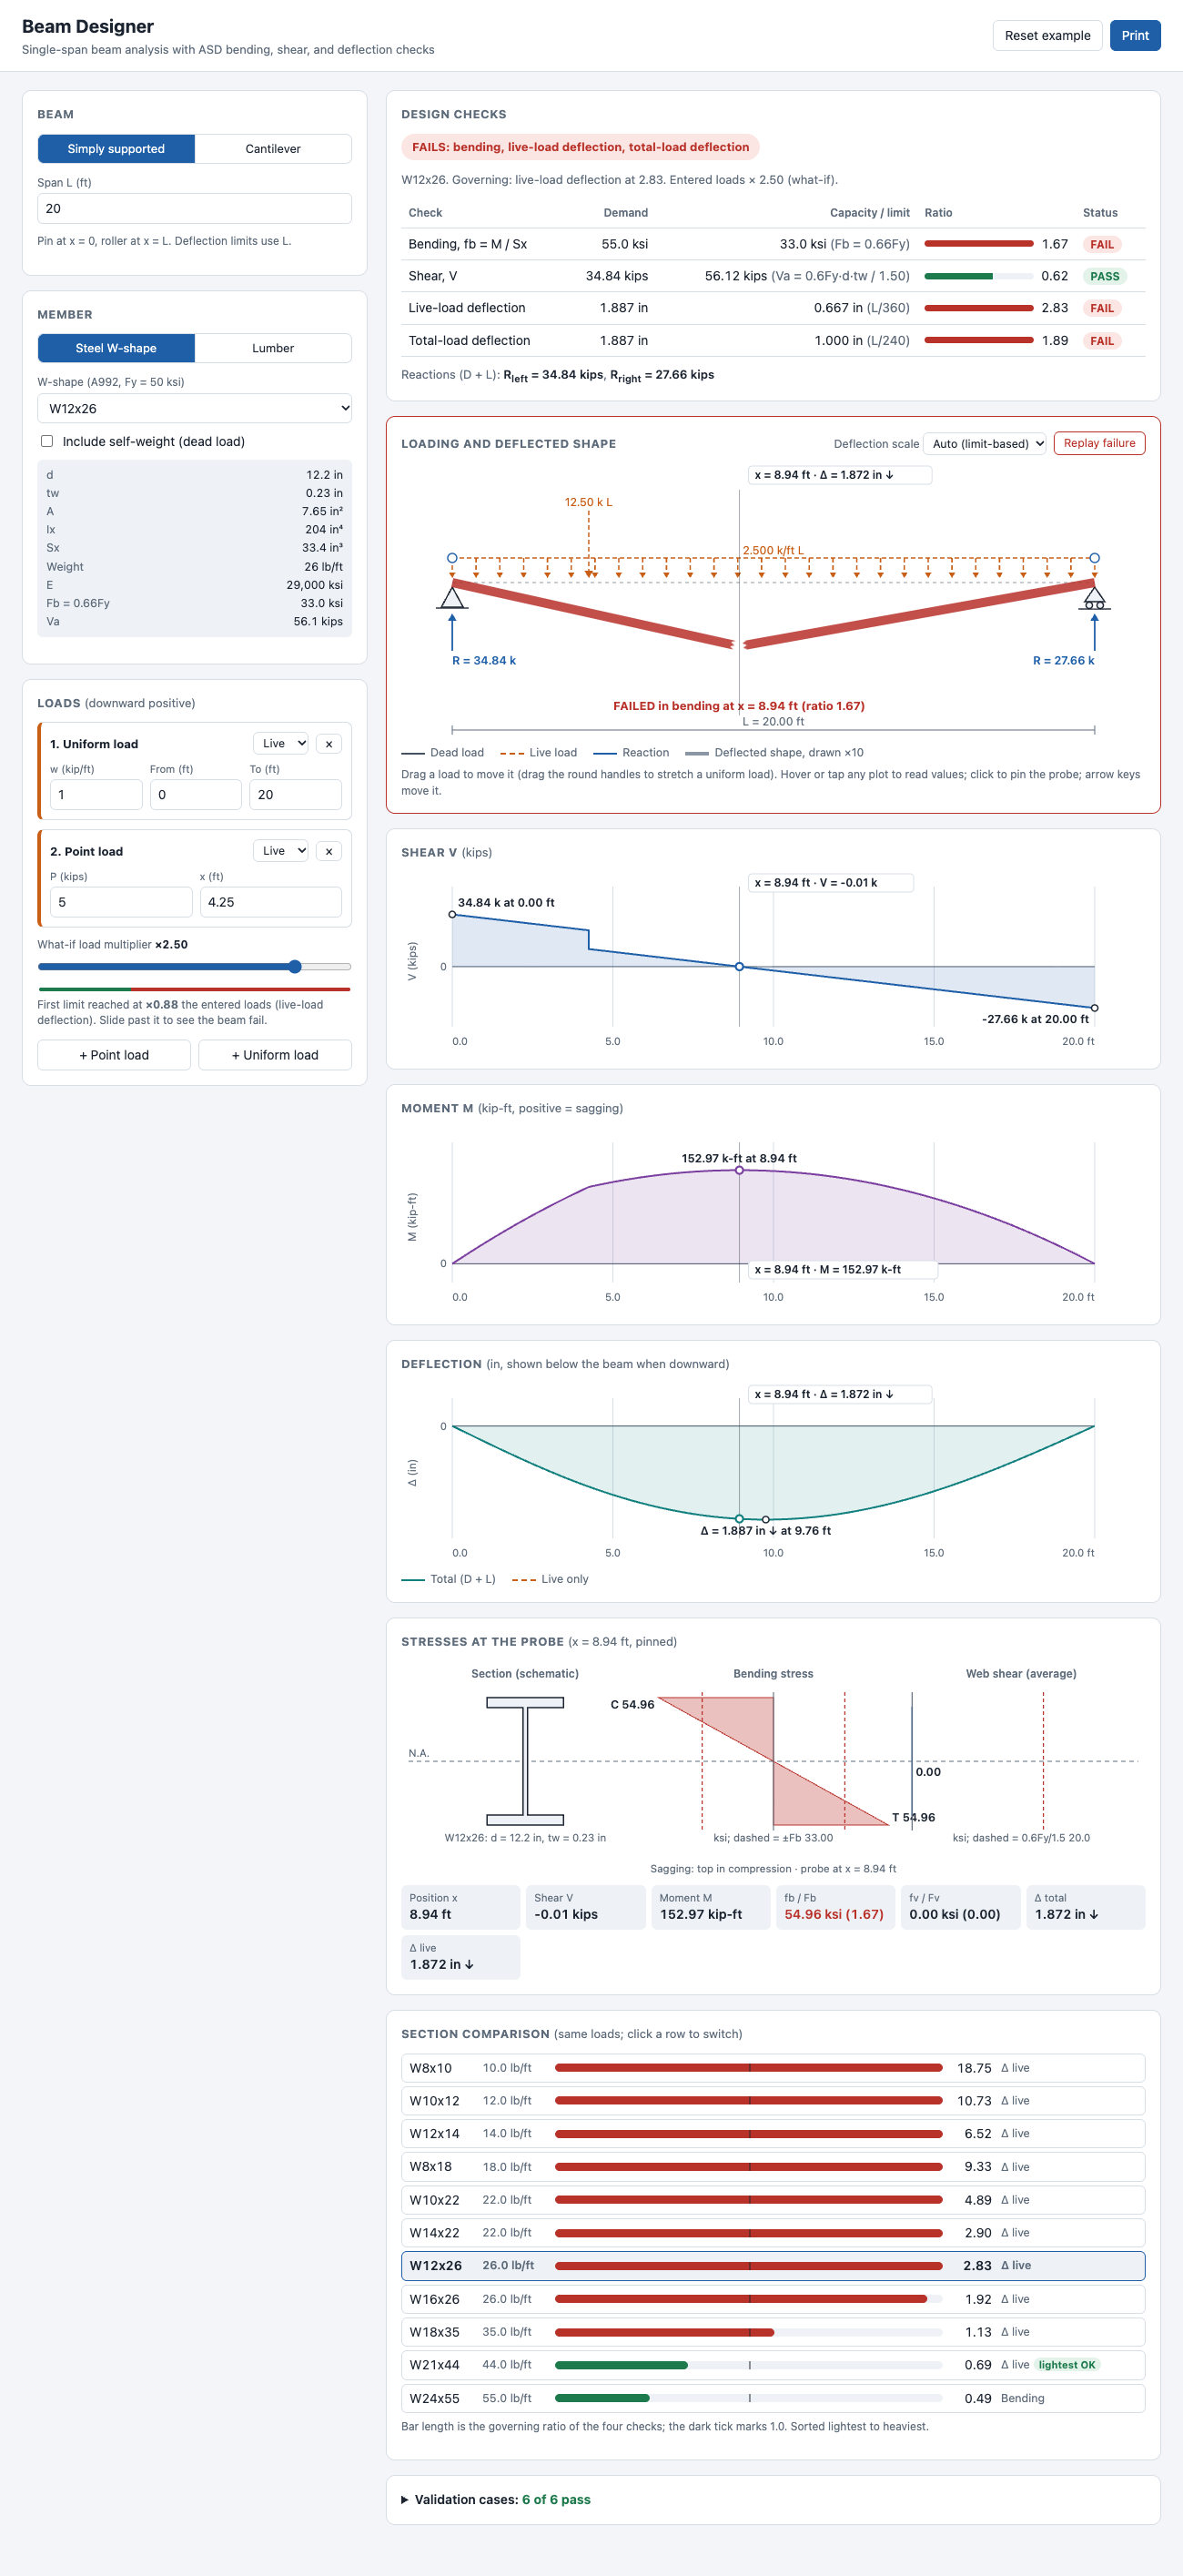 Beam Designer
Single-span beam analysis with ASD bending, shear, and deflection checks
Reset example
Print
BEAM
Simply supported
Cantilever
Span L (ft)
20
Pin at x = 0, roller at x = L. Deflection limits use L.
MEMBER
Steel W-shape
Lumber
W-shape (A992, Fy = 50 ksi)
W12x26
Include self-weight (dead load)
d 12.2 in
tw 0.23 in
A 7.65 in²
Ix 204 in⁴
Sx 33.4 in³
Weight 26 lb/ft
E 29,000 ksi
Fb = 0.66Fy 33.0 ksi
Va 56.1 kips
LOADS (downward positive)
1. Uniform load Live x
w (kip/ft) From (ft) To (ft)
1 0 20
2. Point load Live x
P (kips) x (ft)
5 4.25
What-if load multiplier ×2.50
First limit reached at ×0.88 the entered loads (live-load
deflection). Slide past it to see the beam fail.
+ Point load
+ Uniform load
DESIGN CHECKS
FAILS: bending, live-load deflection, total-load deflection
W12x26. Governing: live-load deflection at 2.83. Entered loads × 2.50 (what-if).
Check Demand Capacity / limit Ratio Status
Bending, fb = M / Sx 55.0 ksi 33.0 ksi (Fb = 0.66Fy) 1.67 FAIL
Shear, V 34.84 kips 56.12 kips (Va = 0.6Fy·d·tw / 1.50) 0.62 PASS
Live-load deflection 1.887 in 0.667 in (L/360) 2.83 FAIL
Total-load deflection 1.887 in 1.000 in (L/240) 1.89 FAIL
Reactions (D + L): Rleft = 34.84 kips, Rright = 27.66 kips
LOADING AND DEFLECTED SHAPE
Deflection scale Auto (limit-based) Replay failure
x = 8.94 ft · Δ = 1.872 in ↓
12.50 k L
2.500 k/ft L
R = 34.84 k
R = 27.66 k
FAILED in bending at x = 8.94 ft (ratio 1.67)
L = 20.00 ft
Dead load Live load Reaction Deflected shape, drawn ×10
Drag a load to move it (drag the round handles to stretch a uniform load). Hover or tap any plot to read values; click to pin the probe; arrow keys
move it.
SHEAR V (kips)
x = 8.94 ft · V = -0.01 k
34.84 k at 0.00 ft
V (kips)
0
-27.66 k at 20.00 ft
0.0 5.0 10.0 15.0 20.0 ft
MOMENT M (kip-ft, positive = sagging)
152.97 k-ft at 8.94 ft
M (kip-ft)
0
x = 8.94 ft · M = 152.97 k-ft
0.0 5.0 10.0 15.0 20.0 ft
DEFLECTION (in, shown below the beam when downward)
x = 8.94 ft · Δ = 1.872 in ↓
0
Δ (in)
Δ = 1.887 in ↓ at 9.76 ft
0.0 5.0 10.0 15.0 20.0 ft
Total (D + L) Live only
STRESSES AT THE PROBE (x = 8.94 ft, pinned)
Section (schematic) Bending stress Web shear (average)
C 54.96
N.A.
0.00
T 54.96
W12x26: d = 12.2 in, tw = 0.23 in
ksi; dashed = ±Fb 33.00
ksi; dashed = 0.6Fy/1.5 20.0
Sagging: top in compression · probe at x = 8.94 ft
Position x
8.94 ft
Shear V
-0.01 kips
Moment M
152.97 kip-ft
fb / Fb
54.96 ksi (1.67)
fv / Fv
0.00 ksi (0.00)
Δ total
1.872 in ↓
Δ live
1.872 in ↓
SECTION COMPARISON (same loads; click a row to switch)
W8x10 10.0 lb/ft 18.75 Δ live
W10x12 12.0 lb/ft 10.73 Δ live
W12x14 14.0 lb/ft 6.52 Δ live
W8x18 18.0 lb/ft 9.33 Δ live
W10x22 22.0 lb/ft 4.89 Δ live
W14x22 22.0 lb/ft 2.90 Δ live
W12x26 26.0 lb/ft 2.83 Δ live
W16x26 26.0 lb/ft 1.92 Δ live
W18x35 35.0 lb/ft 1.13 Δ live
W21x44 44.0 lb/ft 0.69 Δ live lightest OK
W24x55 55.0 lb/ft 0.49 Bending
Bar length is the governing ratio of the four checks; the dark tick marks 1.0. Sorted lightest to heaviest.
Validation cases: 6 of 6 pass